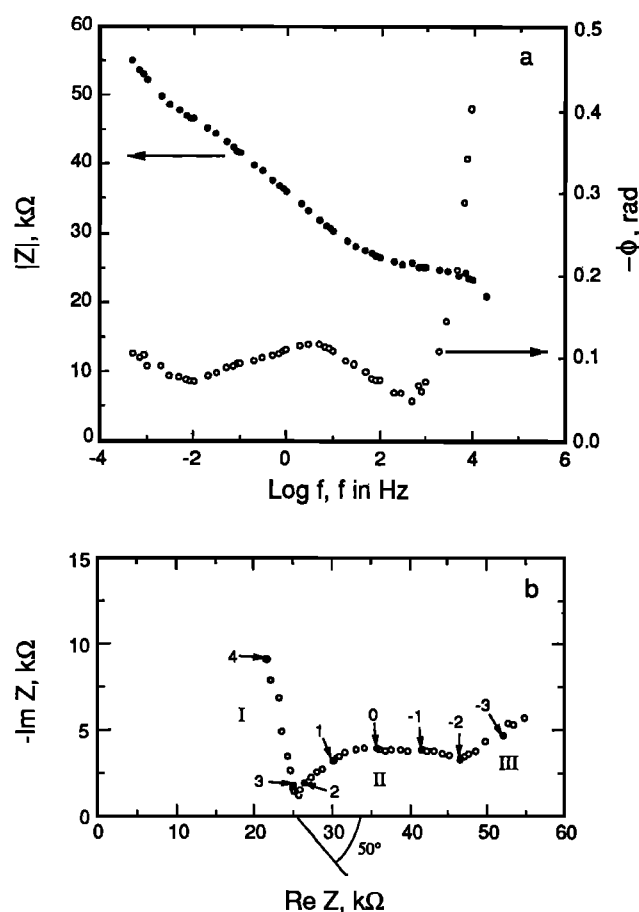 a
60
50
40
30
20
10
0
0.5
0.4
0.3
0.2
0.1
0.0
-4 -2 0 2 4 6
|Z|, kΩ
−ϕ, rad
Log f, f in Hz
b
15
10
5
0
4
I
3
2
1
0
-1
-2
-3
II
III
50°
0 10 20 30 40 50 60
-Im Z, kΩ
Re Z, kΩ